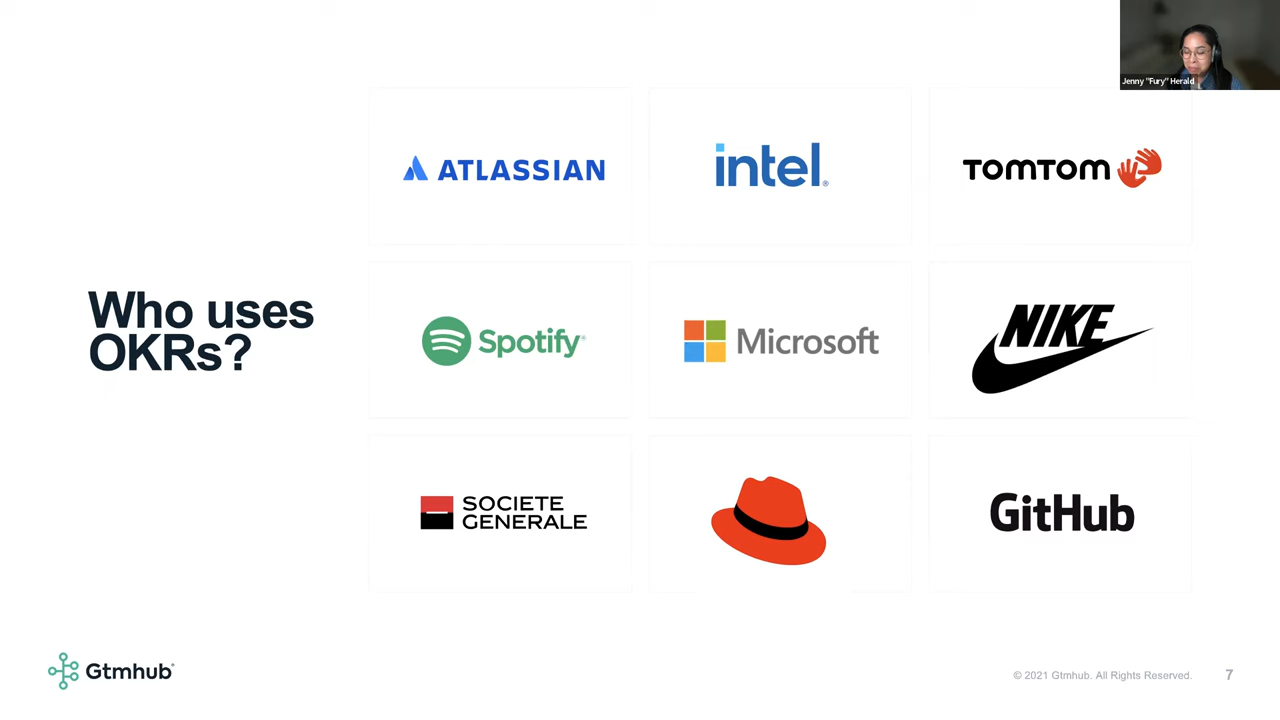 Jenny "Fury" Herald
ATLASSIAN
intel®
TOMTOM
Who uses
OKRs?
Spotify®
Microsoft
NIKE
SOCIETE
GENERALE
GitHub
Gtmhub®
© 2021 Gtmhub. All Rights Reserved.
7